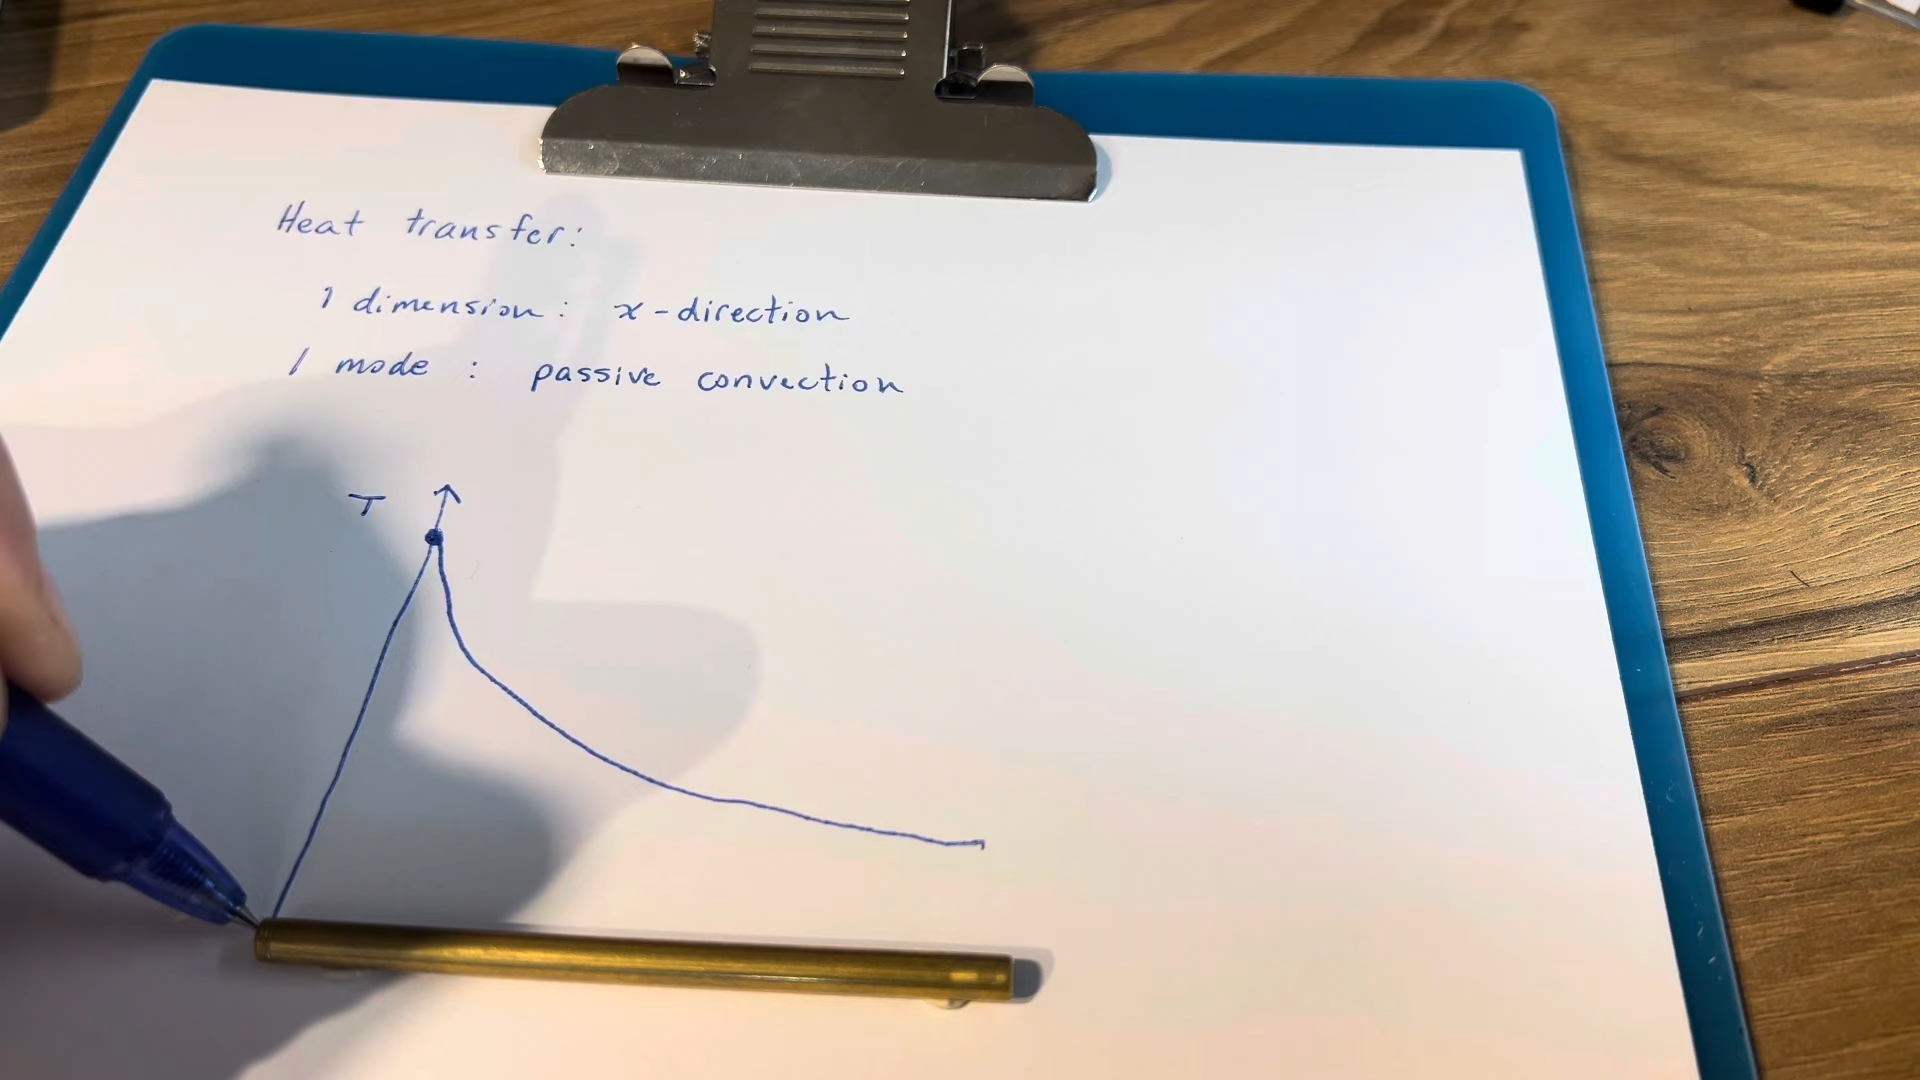 Heat transfer:
1 dimension: x-direction
1 mode : passive convection
T